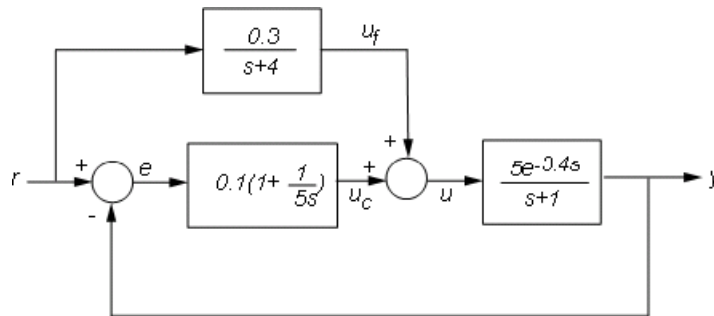 0.3
s+4
u_f
+
r
+
e
-
0.1(1+ 1/5s)
+
u_c
u
5e^-0.4s
s+1
y